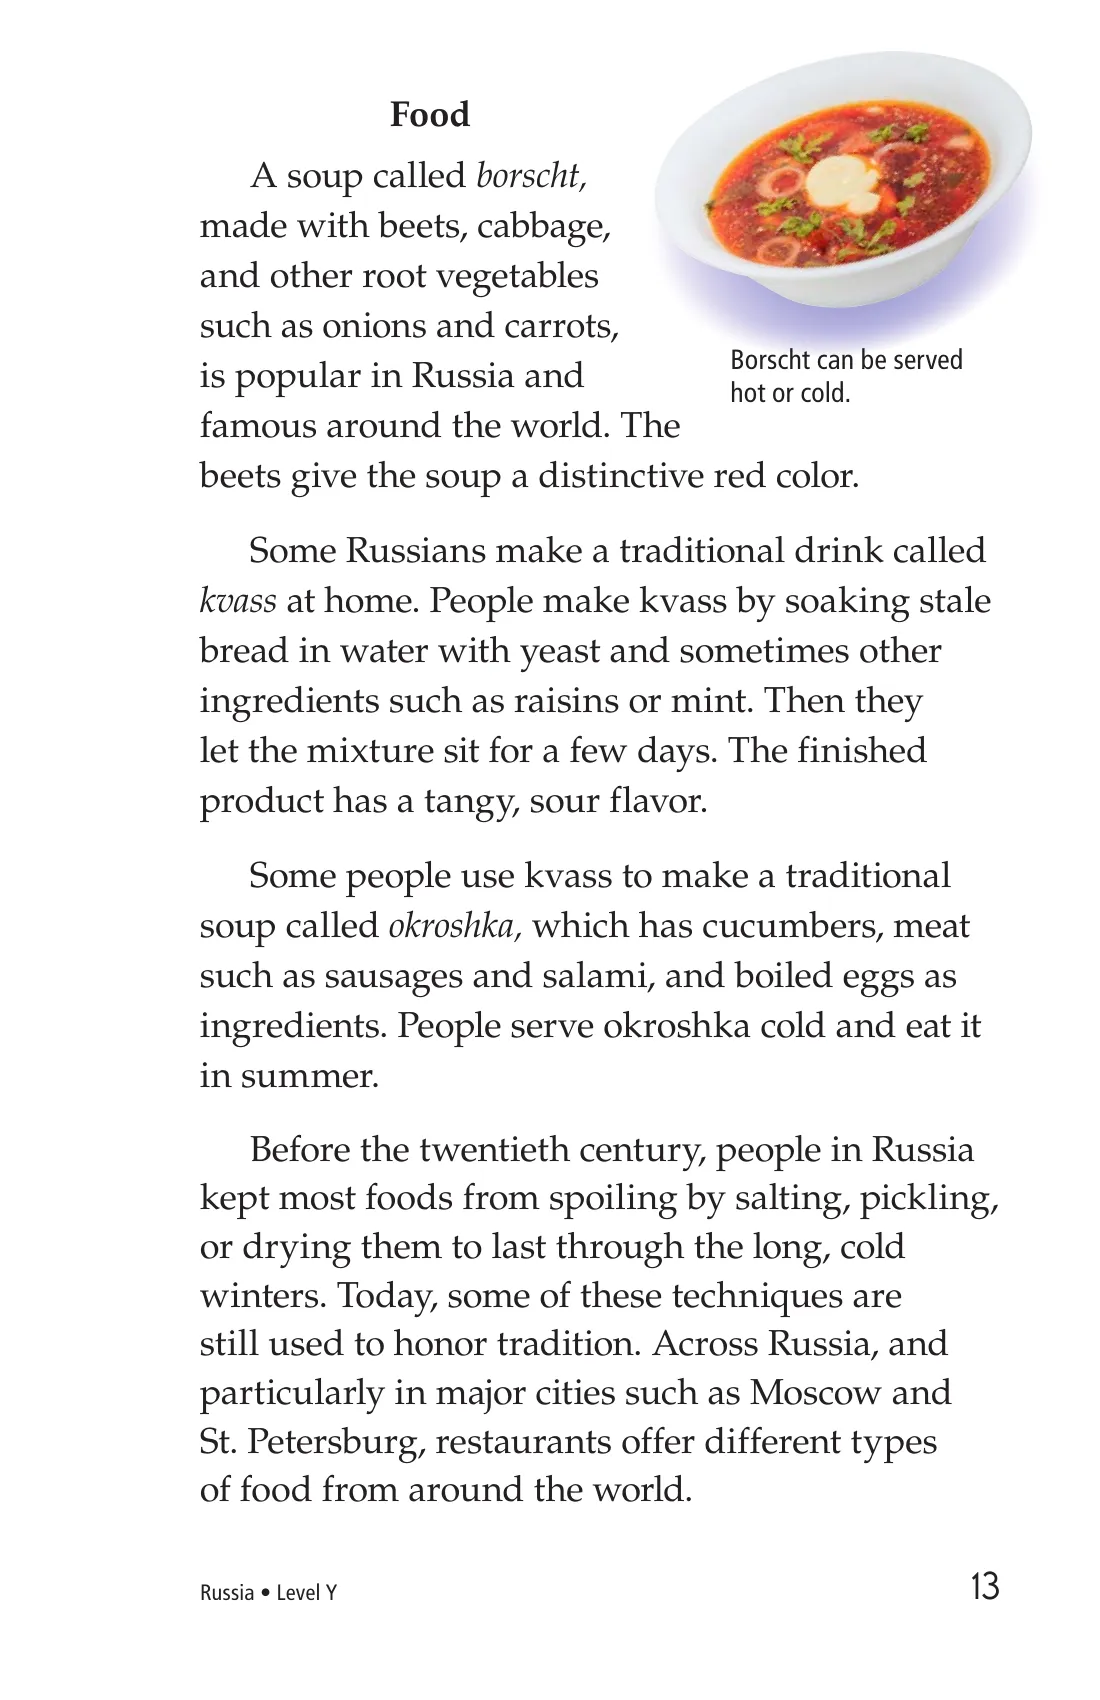 Food
A soup called borscht,
made with beets, cabbage,
and other root vegetables
such as onions and carrots,
is popular in Russia and
famous around the world. The
beets give the soup a distinctive red color.
Borscht can be served
hot or cold.
Some Russians make a traditional drink called
kvass at home. People make kvass by soaking stale
bread in water with yeast and sometimes other
ingredients such as raisins or mint. Then they
let the mixture sit for a few days. The finished
product has a tangy, sour flavor.
Some people use kvass to make a traditional
soup called okroshka, which has cucumbers, meat
such as sausages and salami, and boiled eggs as
ingredients. People serve okroshka cold and eat it
in summer.
Before the twentieth century, people in Russia
kept most foods from spoiling by salting, pickling,
or drying them to last through the long, cold
winters. Today, some of these techniques are
still used to honor tradition. Across Russia, and
particularly in major cities such as Moscow and
St. Petersburg, restaurants offer different types
of food from around the world.
Russia • Level Y
13